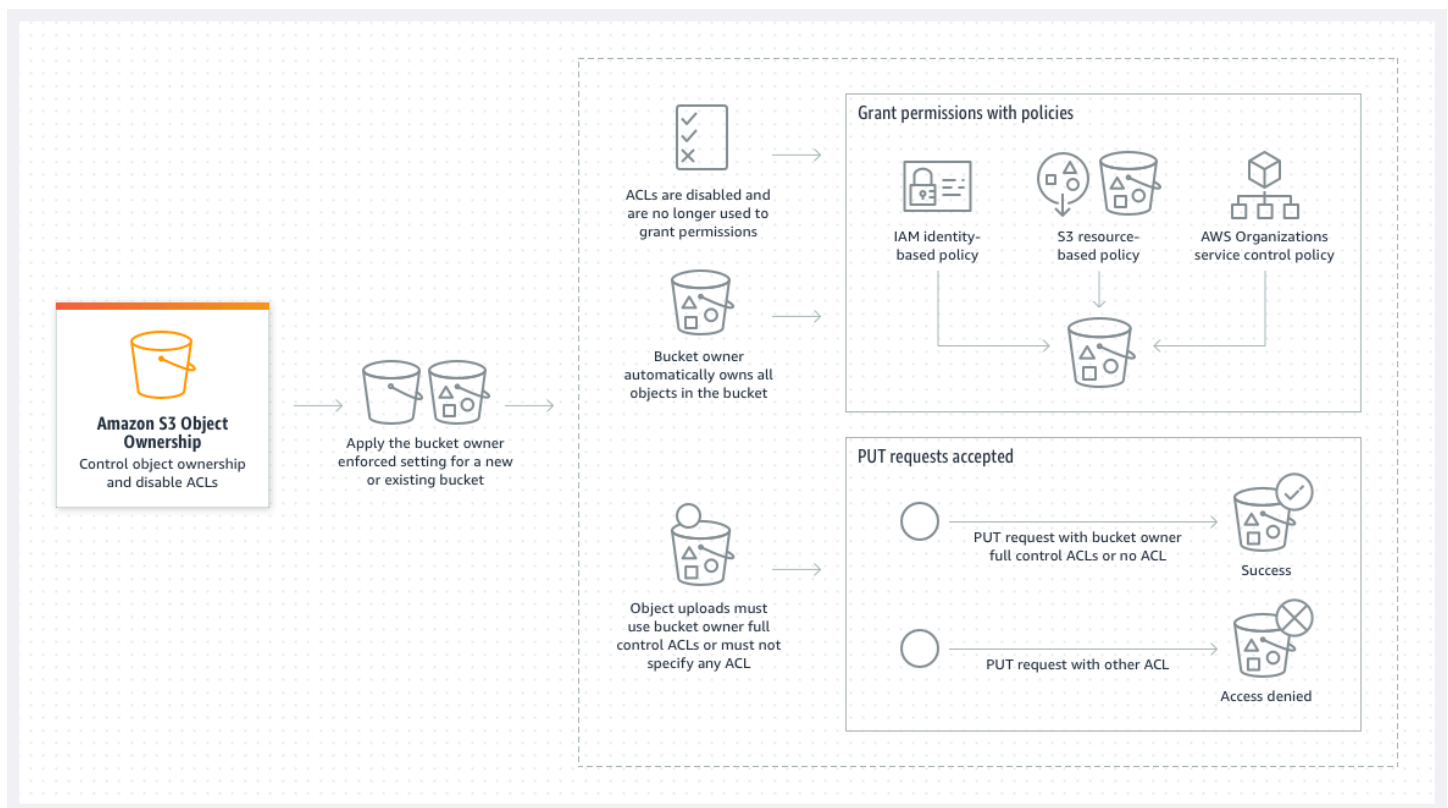 Amazon S3 Object
Ownership
Control object ownership
and disable ACLs
Apply the bucket owner
enforced setting for a new
or existing bucket
ACLs are disabled and
are no longer used to
grant permissions
Bucket owner
automatically owns all
objects in the bucket
Object uploads must
use bucket owner full
control ACLs or must not
specify any ACL
Grant permissions with policies
IAM identity-
based policy
S3 resource-
based policy
AWS Organizations
service control policy
PUT requests accepted
PUT request with bucket owner
full control ACLs or no ACL
Success
PUT request with other ACL
Access denied